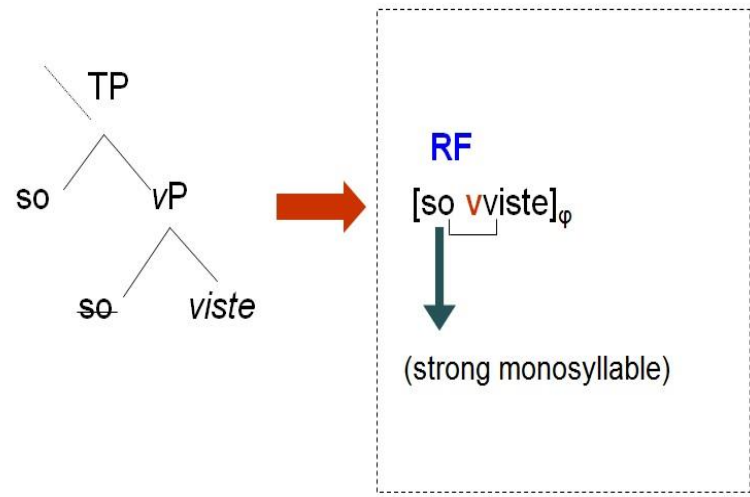 TP
so vP
so viste
RF
[so vviste]φ
(strong monosyllable)